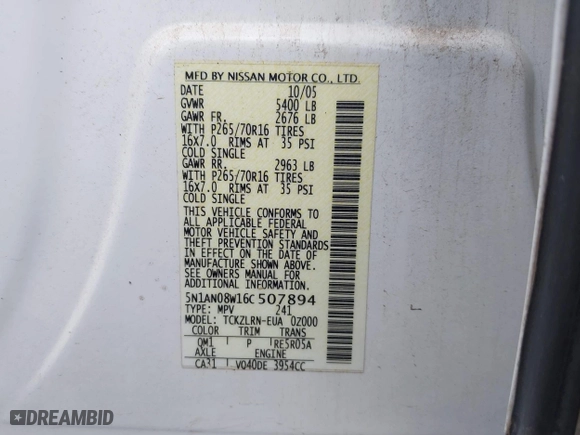 MFD BY NISSAN MOTOR CO., LTD.
DATE 10/05
GVWR 5400 LB
GAWR FR. 2676 LB
WITH P265/70R16 TIRES
16X7.0 RIMS AT 35 PSI
COLD SINGLE
GAWR RR. 2963 LB
WITH P265/70R16 TIRES
16X7.0 RIMS AT 35 PSI
COLD SINGLE
THIS VEHICLE CONFORMS TO
ALL APPLICABLE FEDERAL
MOTOR VEHICLE SAFETY AND
THEFT PREVENTION STANDARDS
IN EFFECT ON THE DATE OF
MANUFACTURE SHOWN ABOVE.
SEE OWNERS MANUAL FOR
ADDITIONAL INFORMATION.
5N1AN08W16C507894
TYPE: MPV 241
MODEL: TCKZLRN-EUA 0Z000
COLOR TRIM TRANS
QM1 P RE5R05A
AXLE ENGINE
CA31 VQ40DE 3954CC
DREAMBID